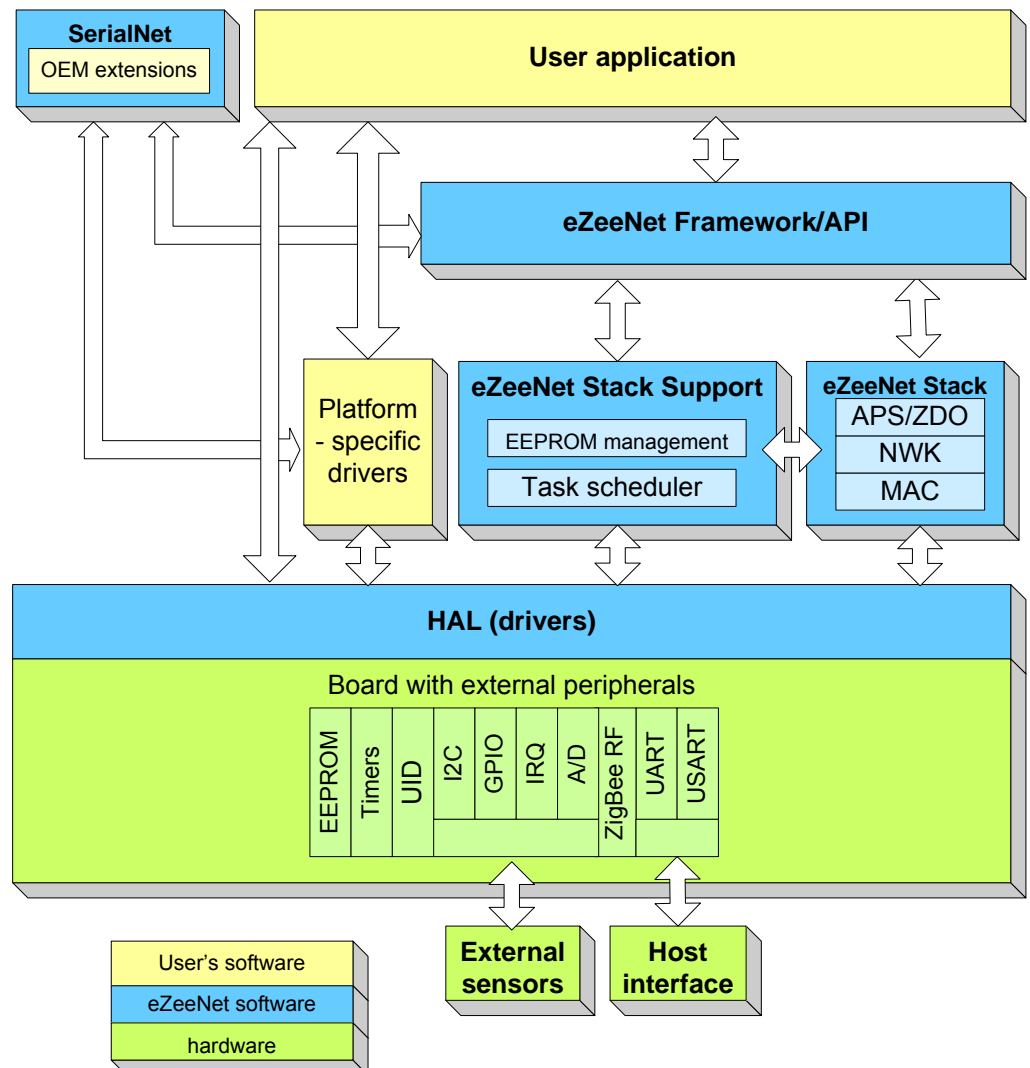 SerialNet
OEM extensions
User application
eZeeNet Framework/API
Platform
- specific
drivers
eZeeNet Stack Support
EEPROM management
Task scheduler
eZeeNet Stack
APS/ZDO
NWK
MAC
HAL (drivers)
Board with external peripherals
EEPROM
Timers
UID
I2C
GPIO
IRQ
A/D
ZigBee RF
UART
USART
External
sensors
Host
interface
User's software
eZeeNet software
hardware